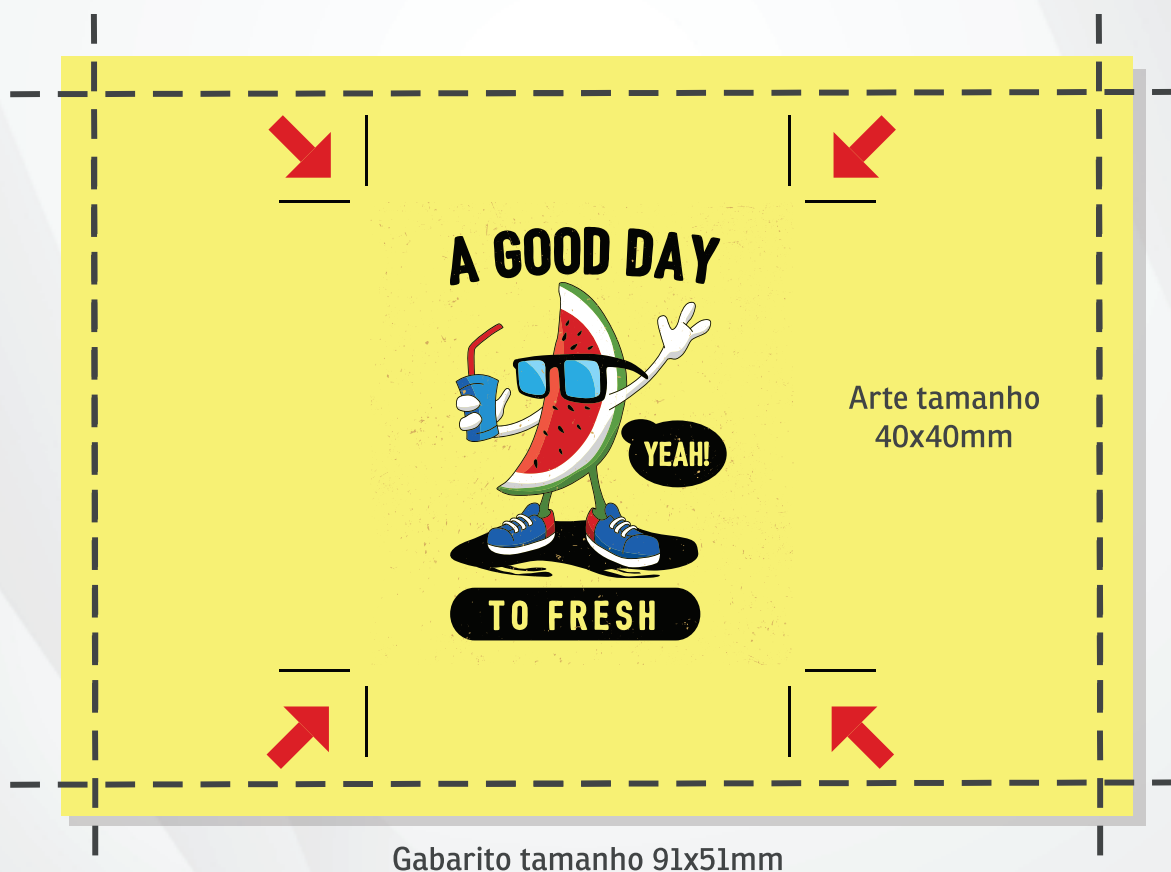 A GOOD DAY
Arte tamanho
40x40mm
YEAH!
TO FRESH
Gabarito tamanho 91x51mm